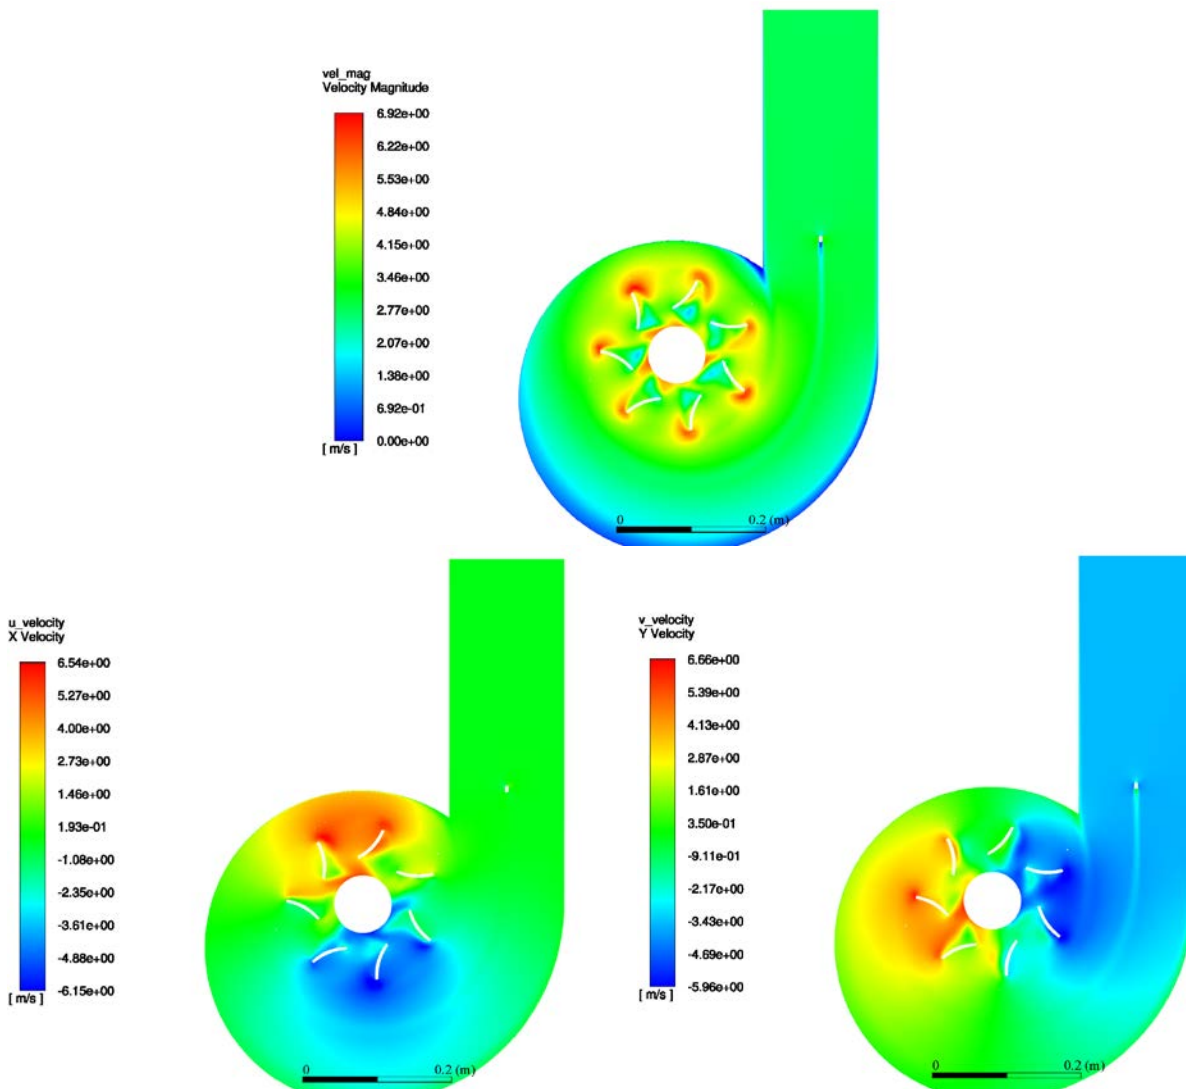 vel_mag
Velocity Magnitude
6.92e+00
6.22e+00
5.53e+00
4.84e+00
4.15e+00
3.46e+00
2.77e+00
2.07e+00
1.38e+00
6.92e-01
0.00e+00
[ m/s ]
0 0.2 (m)
u_velocity
X Velocity
6.54e+00
5.27e+00
4.00e+00
2.73e+00
1.46e+00
1.93e-01
-1.08e+00
-2.35e+00
-3.61e+00
-4.88e+00
-6.15e+00
[ m/s ]
0 0.2 (m)
v_velocity
Y Velocity
6.66e+00
5.39e+00
4.13e+00
2.87e+00
1.61e+00
3.50e-01
-9.11e-01
-2.17e+00
-3.43e+00
-4.69e+00
-5.96e+00
[ m/s ]
0 0.2 (m)